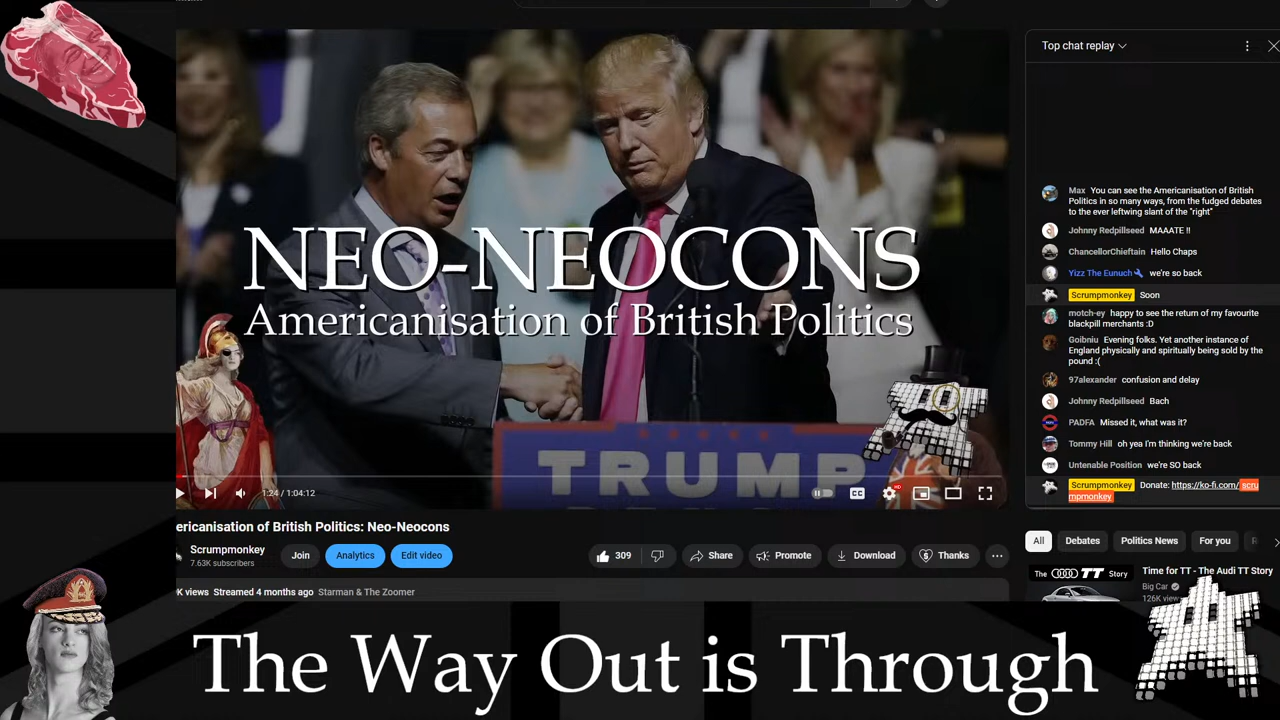 Top chat replay
Max You can see the Americanisation of British
Politics in so many ways, from the fudged debates
to the ever leftwing slant of the "right"
Johnny Redpillseed MAAATE !!
ChancellorChieftain Hello Chaps
Yizz The Eunuch we're so back
Scrumpmonkey Soon
motch-ey happy to see the return of my favourite
blackpill merchants :D
Goibniu Evening folks. Yet another instance of
England physically and spiritually being sold by the
pound :(
97alexander confusion and delay
Johnny Redpillseed Bach
PADFA Missed it, what was it?
Tommy Hill oh yea I'm thinking we're back
Untenable Position we're SO back
Scrumpmonkey Donate: https://ko-fi.com/scru
mpmonkey
NEO-NEOCONS
Americanisation of British Politics
TRUMP
1:24 / 1:04:12
CC
HD
ericanisation of British Politics: Neo-Neocons
Scrumpmonkey
7.63K subscribers
Join
Analytics
Edit video
309
Share
Promote
Download
Thanks
K views Streamed 4 months ago Starman & The Zoomer
All
Debates
Politics News
For you
The Audi TT Story
Time for TT - The Audi TT Story
Big Car
126K view
The Way Out is Through